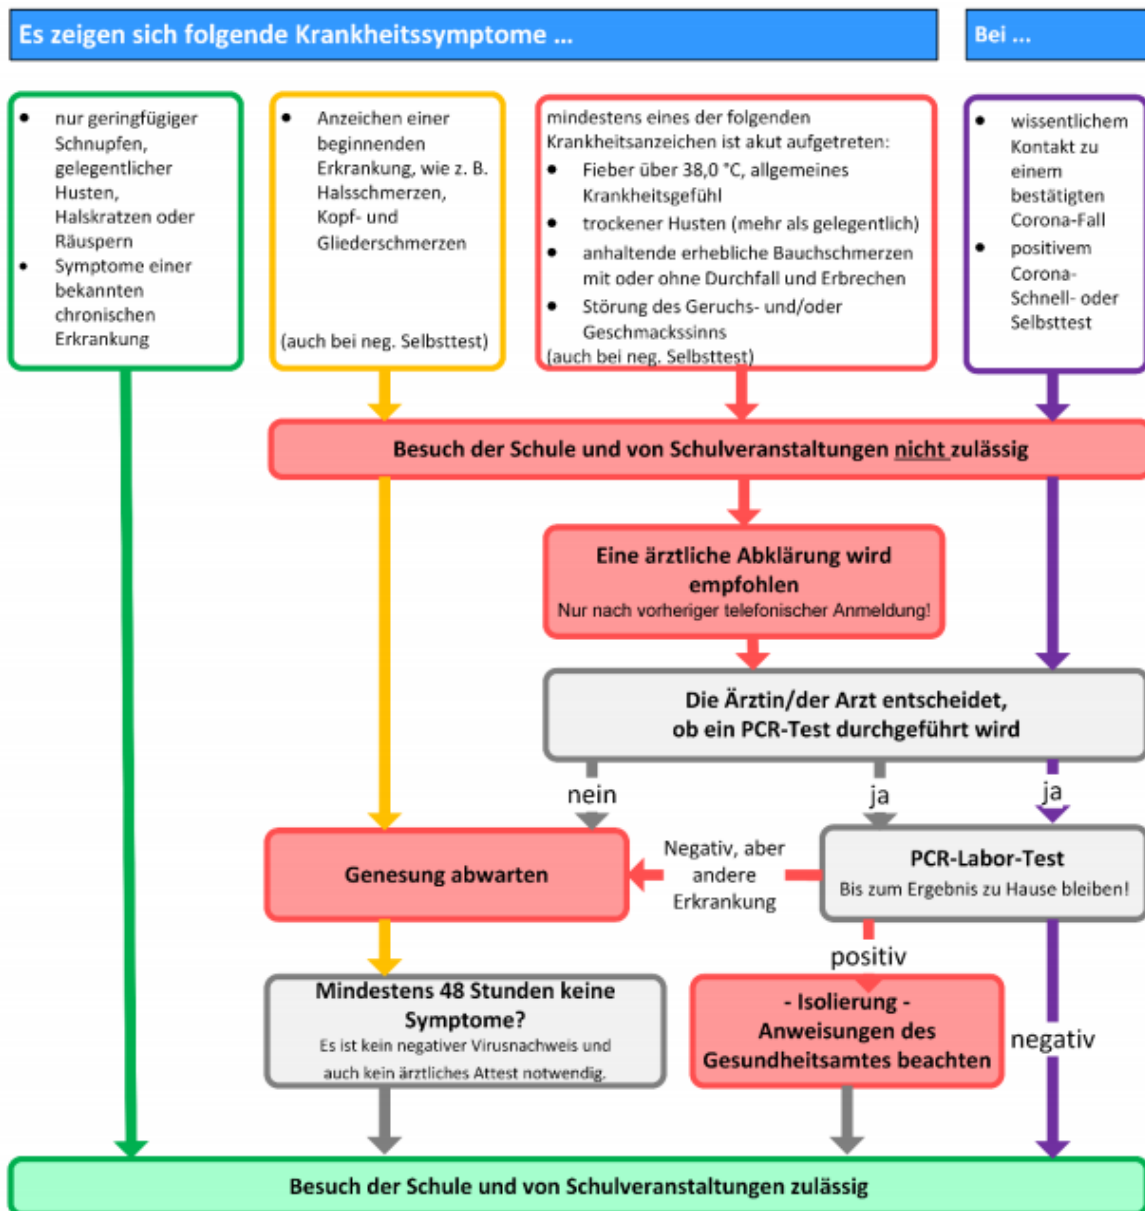 Es zeigen sich folgende Krankheitssymptome ...
Bei ...
● nur geringfügiger
Schnupfen,
gelegentlicher
Husten,
Halskratzen oder
Räuspern
● Symptome einer
bekannten
chronischen
Erkrankung
● Anzeichen einer
beginnenden
Erkrankung, wie z. B.
Halsschmerzen,
Kopf- und
Gliederschmerzen
(auch bei neg. Selbsttest)
mindestens eines der folgenden
Krankheitsanzeichen ist akut aufgetreten:
● Fieber über 38,0 °C, allgemeines
Krankheitsgefühl
● trockener Husten (mehr als gelegentlich)
● anhaltende erhebliche Bauchschmerzen
mit oder ohne Durchfall und Erbrechen
● Störung des Geruchs- und/oder
Geschmackssinns
(auch bei neg. Selbsttest)
● wissentlichem
Kontakt zu
einem
bestätigten
Corona-Fall
● positivem
Corona-
Schnell- oder
Selbsttest
Besuch der Schule und von Schulveranstaltungen nicht zulässig
Eine ärztliche Abklärung wird
empfohlen
Nur nach vorheriger telefonischer Anmeldung!
Die Ärztin/der Arzt entscheidet,
ob ein PCR-Test durchgeführt wird
nein
ja
ja
Genesung abwarten
Negativ, aber
andere
Erkrankung
PCR-Labor-Test
Bis zum Ergebnis zu Hause bleiben!
positiv
Mindestens 48 Stunden keine
Symptome?
Es ist kein negativer Virusnachweis und
auch kein ärztliches Attest notwendig.
- Isolierung -
Anweisungen des
Gesundheitsamtes beachten
negativ
Besuch der Schule und von Schulveranstaltungen zulässig